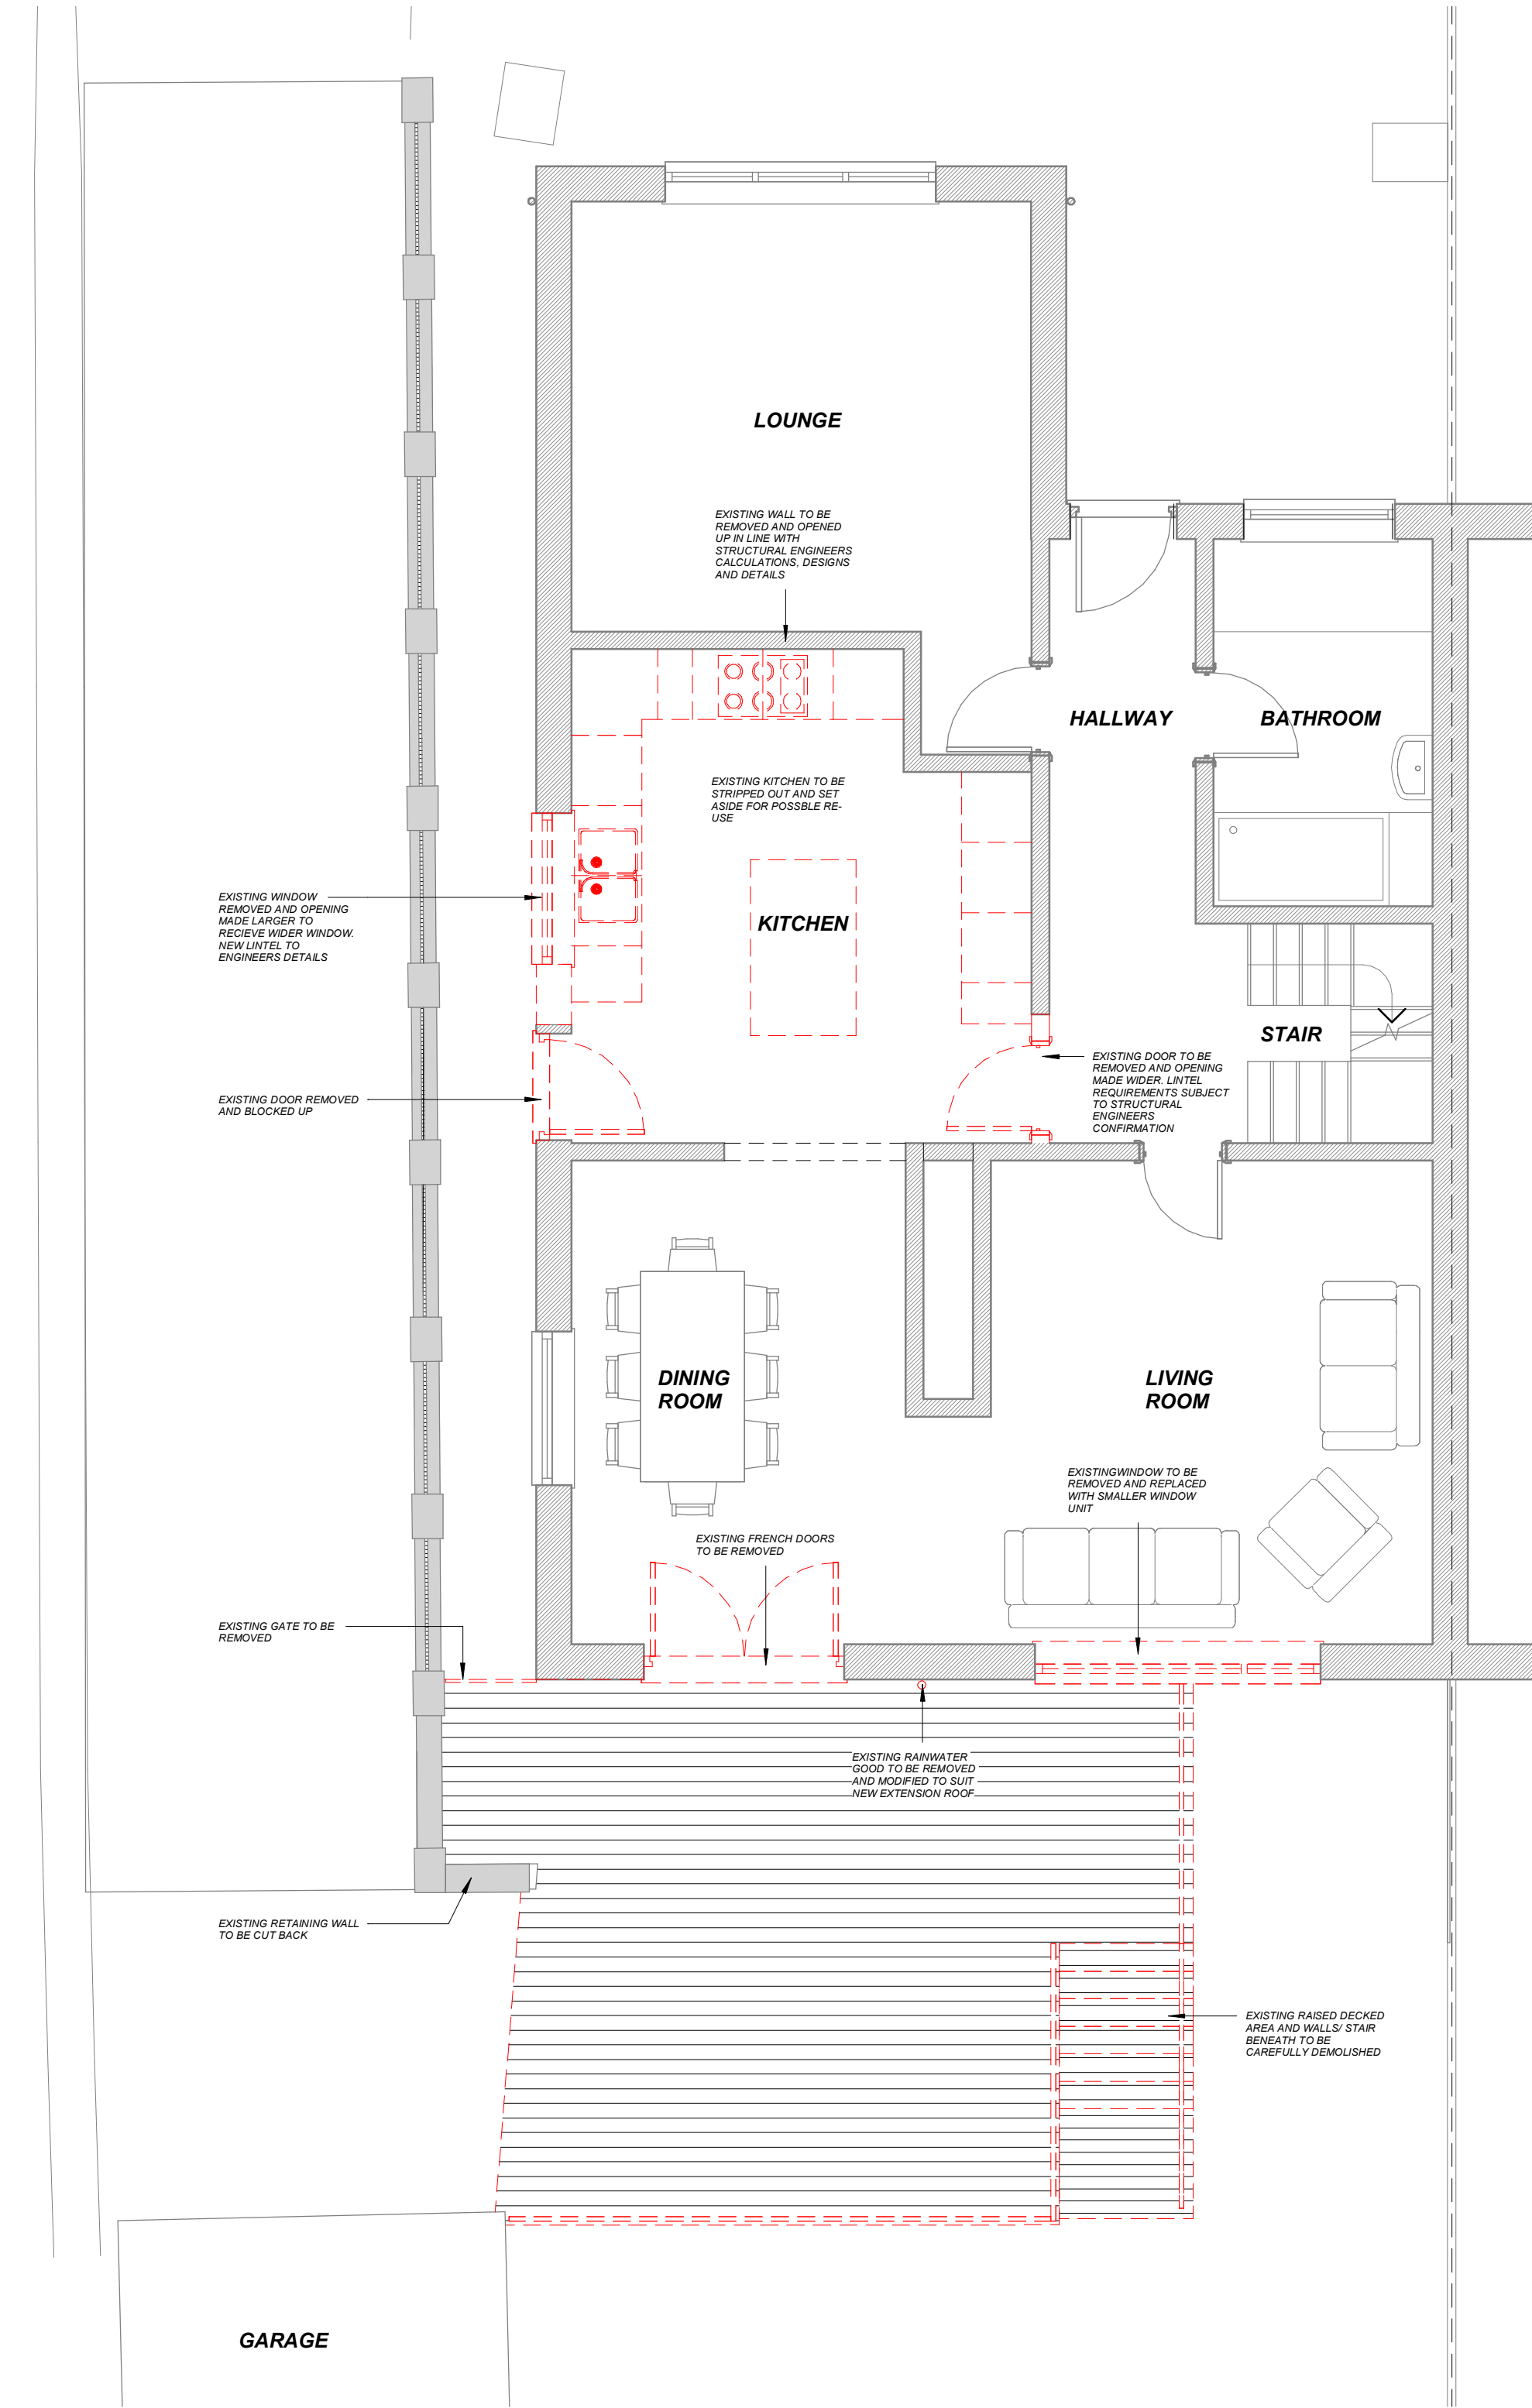 LOUNGE
EXISTING WALL TO BE
REMOVED AND OPENED
UP IN LINE WITH
STRUCTURAL ENGINEERS
CALCULATIONS, DESIGNS
AND DETAILS
HALLWAY
BATHROOM
EXISTING KITCHEN TO BE
STRIPPED OUT AND SET
ASIDE FOR POSSBLE RE-
USE
EXISTING WINDOW
REMOVED AND OPENING
MADE LARGER TO
RECIEVE WIDER WINDOW.
NEW LINTEL TO
ENGINEERS DETAILS
KITCHEN
STAIR
EXISTING DOOR TO BE
REMOVED AND OPENING
MADE WIDER. LINTEL
REQUIREMENTS SUBJECT
TO STRUCTURAL
ENGINEERS
CONFIRMATION
EXISTING DOOR REMOVED
AND BLOCKED UP
DINING
ROOM
LIVING
ROOM
EXISTINGWINDOW TO BE
REMOVED AND REPLACED
WITH SMALLER WINDOW
UNIT
EXISTING FRENCH DOORS
TO BE REMOVED
EXISTING GATE TO BE
REMOVED
EXISTING RAINWATER
GOOD TO BE REMOVED
AND MODIFIED TO SUIT
NEW EXTENSION ROOF
EXISTING RETAINING WALL
TO BE CUT BACK
EXISTING RAISED DECKED
AREA AND WALLS/ STAIR
BENEATH TO BE
CAREFULLY DEMOLISHED
GARAGE